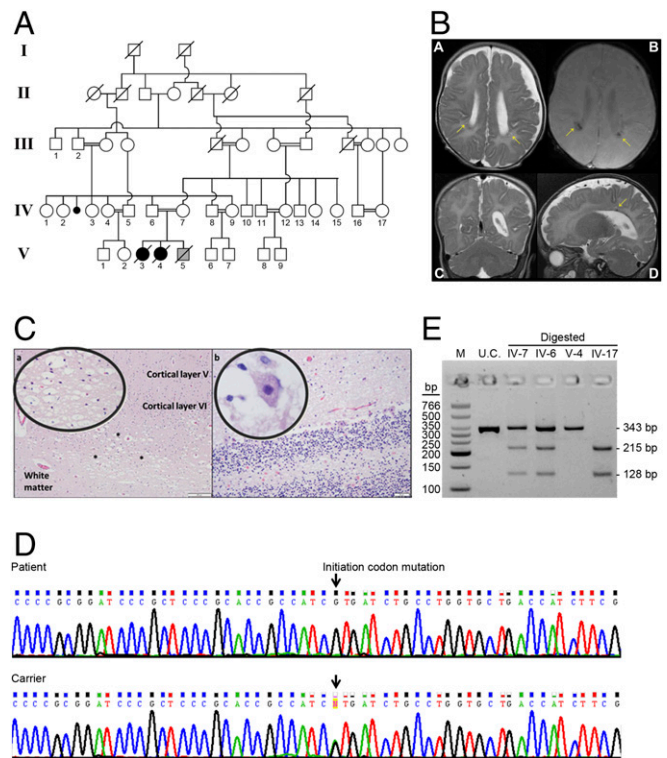 A
I
II
III
1 2
IV
1 2 3 4 5 6 7 8 9 10 11 12 13 14 15 16 17
V
1 2 3 4 5 6 7 8 9
B
A B
C D
C
a b
Cortical layer V
Cortical layer VI
White
matter
E
Digested
M U.C. IV-7 IV-6 V-4 IV-17
bp
766
500
450
400
350
300
250
200
150
100
343 bp
215 bp
128 bp
D
Patient
Initiation codon mutation
C C C C G C G G A T C C C G C T C C C G C A C C G C C A T C G T G A T C T G C C T G G T G C T G A C C A T C T T C G
Carrier
C C C C G C G G A T C C C G C T C C C G C A C C G C C A T C N T G A T C T G C C T G G T G C T G A C C A T C T T C G